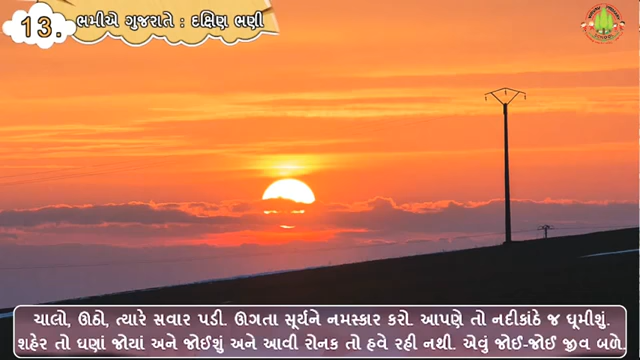 13.
ભમીએ ગુજરાતે : દક્ષિણ ભણી
ચાલો, ઊઠો, ત્યારે સવાર પડી. ઊગતા સૂર્યને નમસ્કાર કરો. આપણે તો નદીકાંઠે જ ઘૂમીશું.
શહેર તો ઘણાં જોયાં અને જોઈશું અને આવી રોનક તો હવે રહી નથી. એવું જોઈ-જોઈ જીવ બળે.